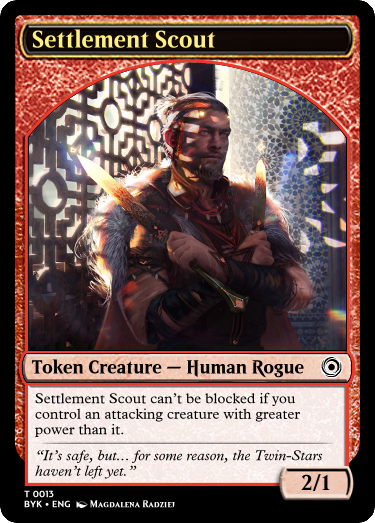 Settlement Scout
Token Creature — Human Rogue
Settlement Scout can't be blocked if you
control an attacking creature with greater
power than it.
“It's safe, but… for some reason, the Twin-Stars
haven't left yet.”
2/1
T 0013
BYK • ENG Magdalena Radziej